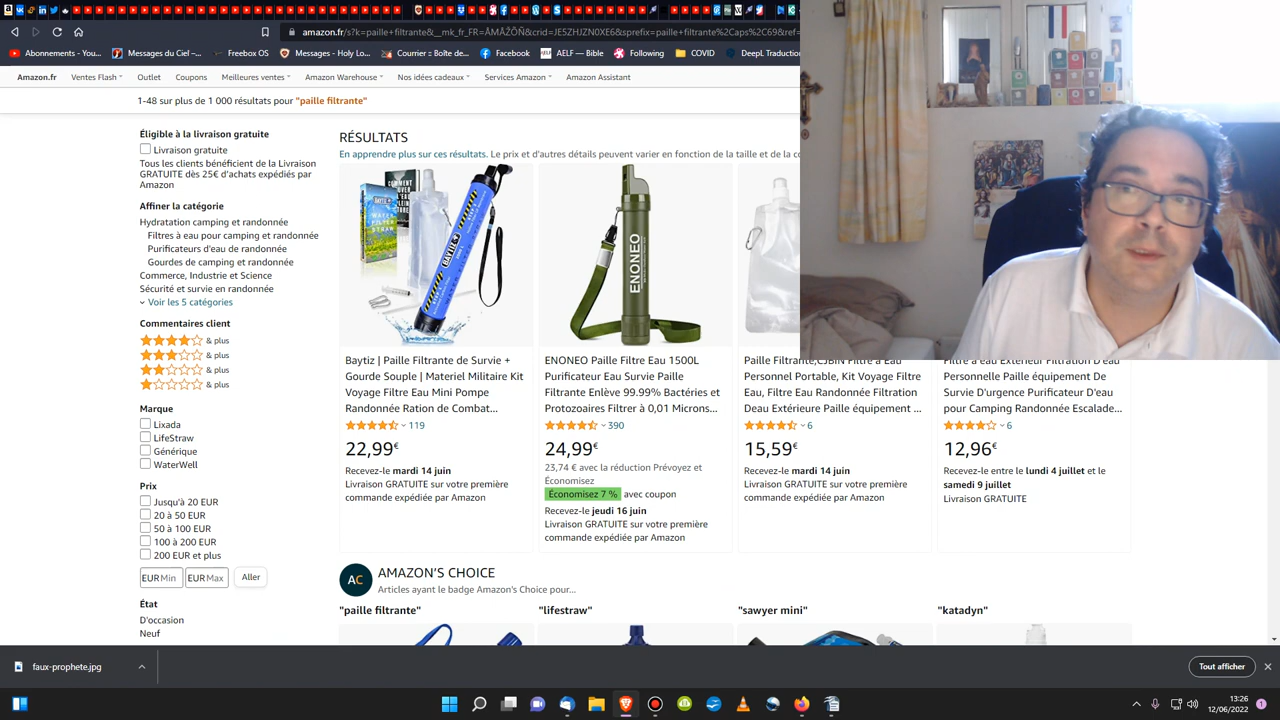 amazon.fr/s?k=paille+filtrante&__mk_fr_FR=ÅMÅŽÕÑ&crid=JE5ZHJZN0XE6&sprefix=paille+filtrante%2Caps%2C69&ref=
Abonnements - Yout... Messages du Ciel –... Freebox OS Messages - Holy Lo... Courrier :: Boîte de... Facebook AELF — Bible Following COVID DeepL Traduction
Amazon.fr Ventes Flash Outlet Coupons Meilleures ventes Amazon Warehouse Nos idées cadeaux Services Amazon Amazon Assistant
1-48 sur plus de 1 000 résultats pour "paille filtrante"
Éligible à la livraison gratuite
Livraison gratuite
Tous les clients bénéficient de la Livraison
GRATUITE dès 25€ d'achats expédiés par
Amazon
Affiner la catégorie
Hydratation camping et randonnée
Filtres à eau pour camping et randonnée
Purificateurs d'eau de randonnée
Gourdes de camping et randonnée
Commerce, Industrie et Science
Sécurité et survie en randonnée
Voir les 5 catégories
Commentaires client
& plus
& plus
& plus
& plus
Marque
Lixada
LifeStraw
Générique
WaterWell
Prix
Jusqu'à 20 EUR
20 à 50 EUR
50 à 100 EUR
100 à 200 EUR
200 EUR et plus
EUR Min EUR Max Aller
État
D'occasion
Neuf
RÉSULTATS
En apprendre plus sur ces résultats. Le prix et d'autres détails peuvent varier en fonction de la taille et de la co
WATER
FILTER
STRAW
BAYTIZ
ENONEO
Baytiz | Paille Filtrante de Survie +
Gourde Souple | Materiel Militaire Kit
Voyage Filtre Eau Mini Pompe
Randonnée Ration de Combat...
119
22,99€
Recevez-le mardi 14 juin
Livraison GRATUITE sur votre première
commande expédiée par Amazon
ENONEO Paille Filtre Eau 1500L
Purificateur Eau Survie Paille
Filtrante Enlève 99.99% Bactéries et
Protozoaires Filtrer à 0,01 Microns...
390
24,99€
23,74 € avec la réduction Prévoyez et
Économisez
Économisez 7 % avec coupon
Recevez-le jeudi 16 juin
Livraison GRATUITE sur votre première
commande expédiée par Amazon
Paille Filtrante,CJBIN Filtre à Eau
Personnel Portable, Kit Voyage Filtre
Eau, Filtre Eau Randonnée Filtration
Deau Extérieure Paille équipement ...
6
15,59€
Recevez-le mardi 14 juin
Livraison GRATUITE sur votre première
commande expédiée par Amazon
Filtre à eau Extérieur Filtration D'eau
Personnelle Paille équipement De
Survie D'urgence Purificateur D'eau
pour Camping Randonnée Escalade...
6
12,96€
Recevez-le entre le lundi 4 juillet et le
samedi 9 juillet
Livraison GRATUITE
AC AMAZON'S CHOICE
Articles ayant le badge Amazon's Choice pour...
"paille filtrante" "lifestraw" "sawyer mini" "katadyn"
faux-prophete.jpg
Tout afficher
13:26
12/06/2022
1